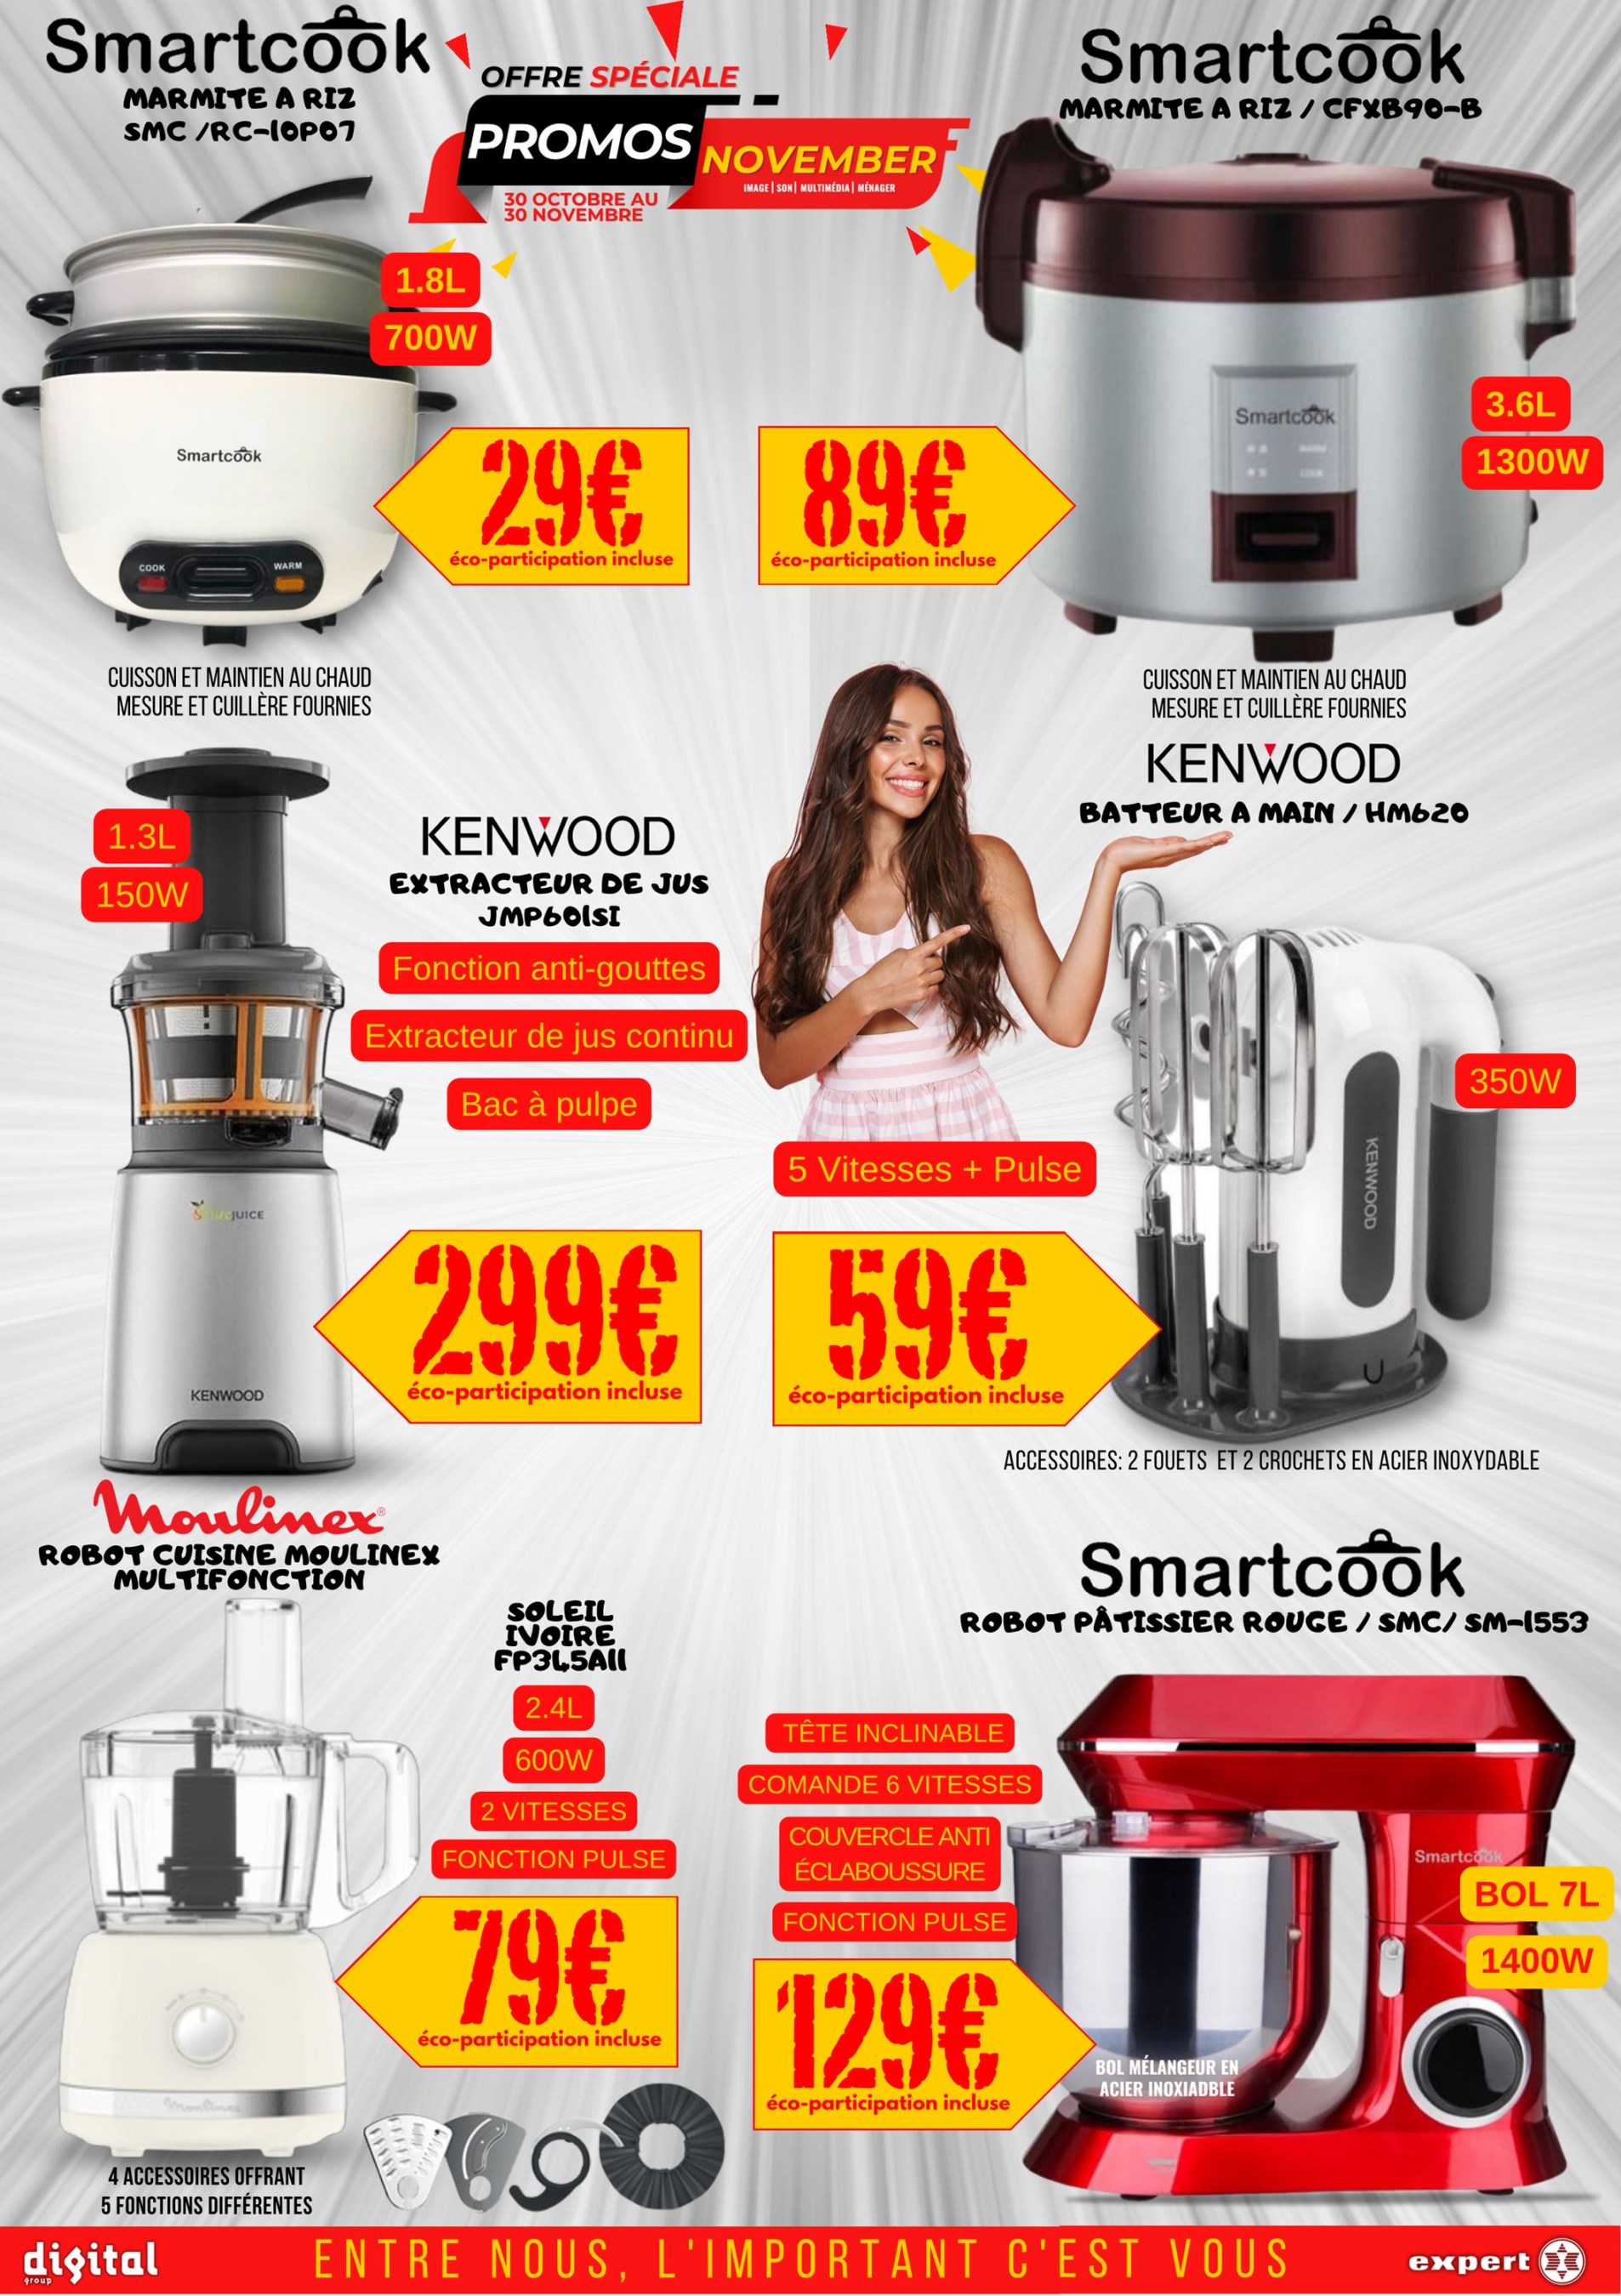 Smartcook
MARMITE A RIZ
SMC /RC-10P07
OFFRE SPÉCIALE
PROMOS
NOVEMBER
IMAGE | SON | MULTIMÉDIA | MÉNAGER
30 OCTOBRE AU
30 NOVEMBRE
Smartcook
MARMITE A RIZ / CFXB90-B
1.8L
700W
Smartcook
COOK
WARM
29€
éco-participation incluse
89€
éco-participation incluse
Smartcook
3.6L
1300W
CUISSON ET MAINTIEN AU CHAUD
MESURE ET CUILLÈRE FOURNIES
CUISSON ET MAINTIEN AU CHAUD
MESURE ET CUILLÈRE FOURNIES
1.3L
150W
KENWOOD
EXTRACTEUR DE JUS
JMP601SI
Fonction anti-gouttes
Extracteur de jus continu
Bac à pulpe
JUICE
KENWOOD
299€
éco-participation incluse
KENWOOD
BATTEUR A MAIN / HM620
350W
KENWOOD
5 Vitesses + Pulse
59€
éco-participation incluse
ACCESSOIRES: 2 FOUETS ET 2 CROCHETS EN ACIER INOXYDABLE
Moulinex
ROBOT CUISINE MOULINEX
MULTIFONCTION
SOLEIL
IVOIRE
FP345A11
2.4L
600W
2 VITESSES
FONCTION PULSE
79€
éco-participation incluse
Moulinex
4 ACCESSOIRES OFFRANT
5 FONCTIONS DIFFÉRENTES
Smartcook
ROBOT PÂTISSIER ROUGE / SMC/ SM-1553
TÊTE INCLINABLE
COMANDE 6 VITESSES
COUVERCLE ANTI
ÉCLABOUSSURE
FONCTION PULSE
129€
éco-participation incluse
Smartcook
BOL 7L
1400W
BOL MÉLANGEUR EN
ACIER INOXIADBLE
digital
group
ENTRE NOUS, L'IMPORTANT C'EST VOUS
expert